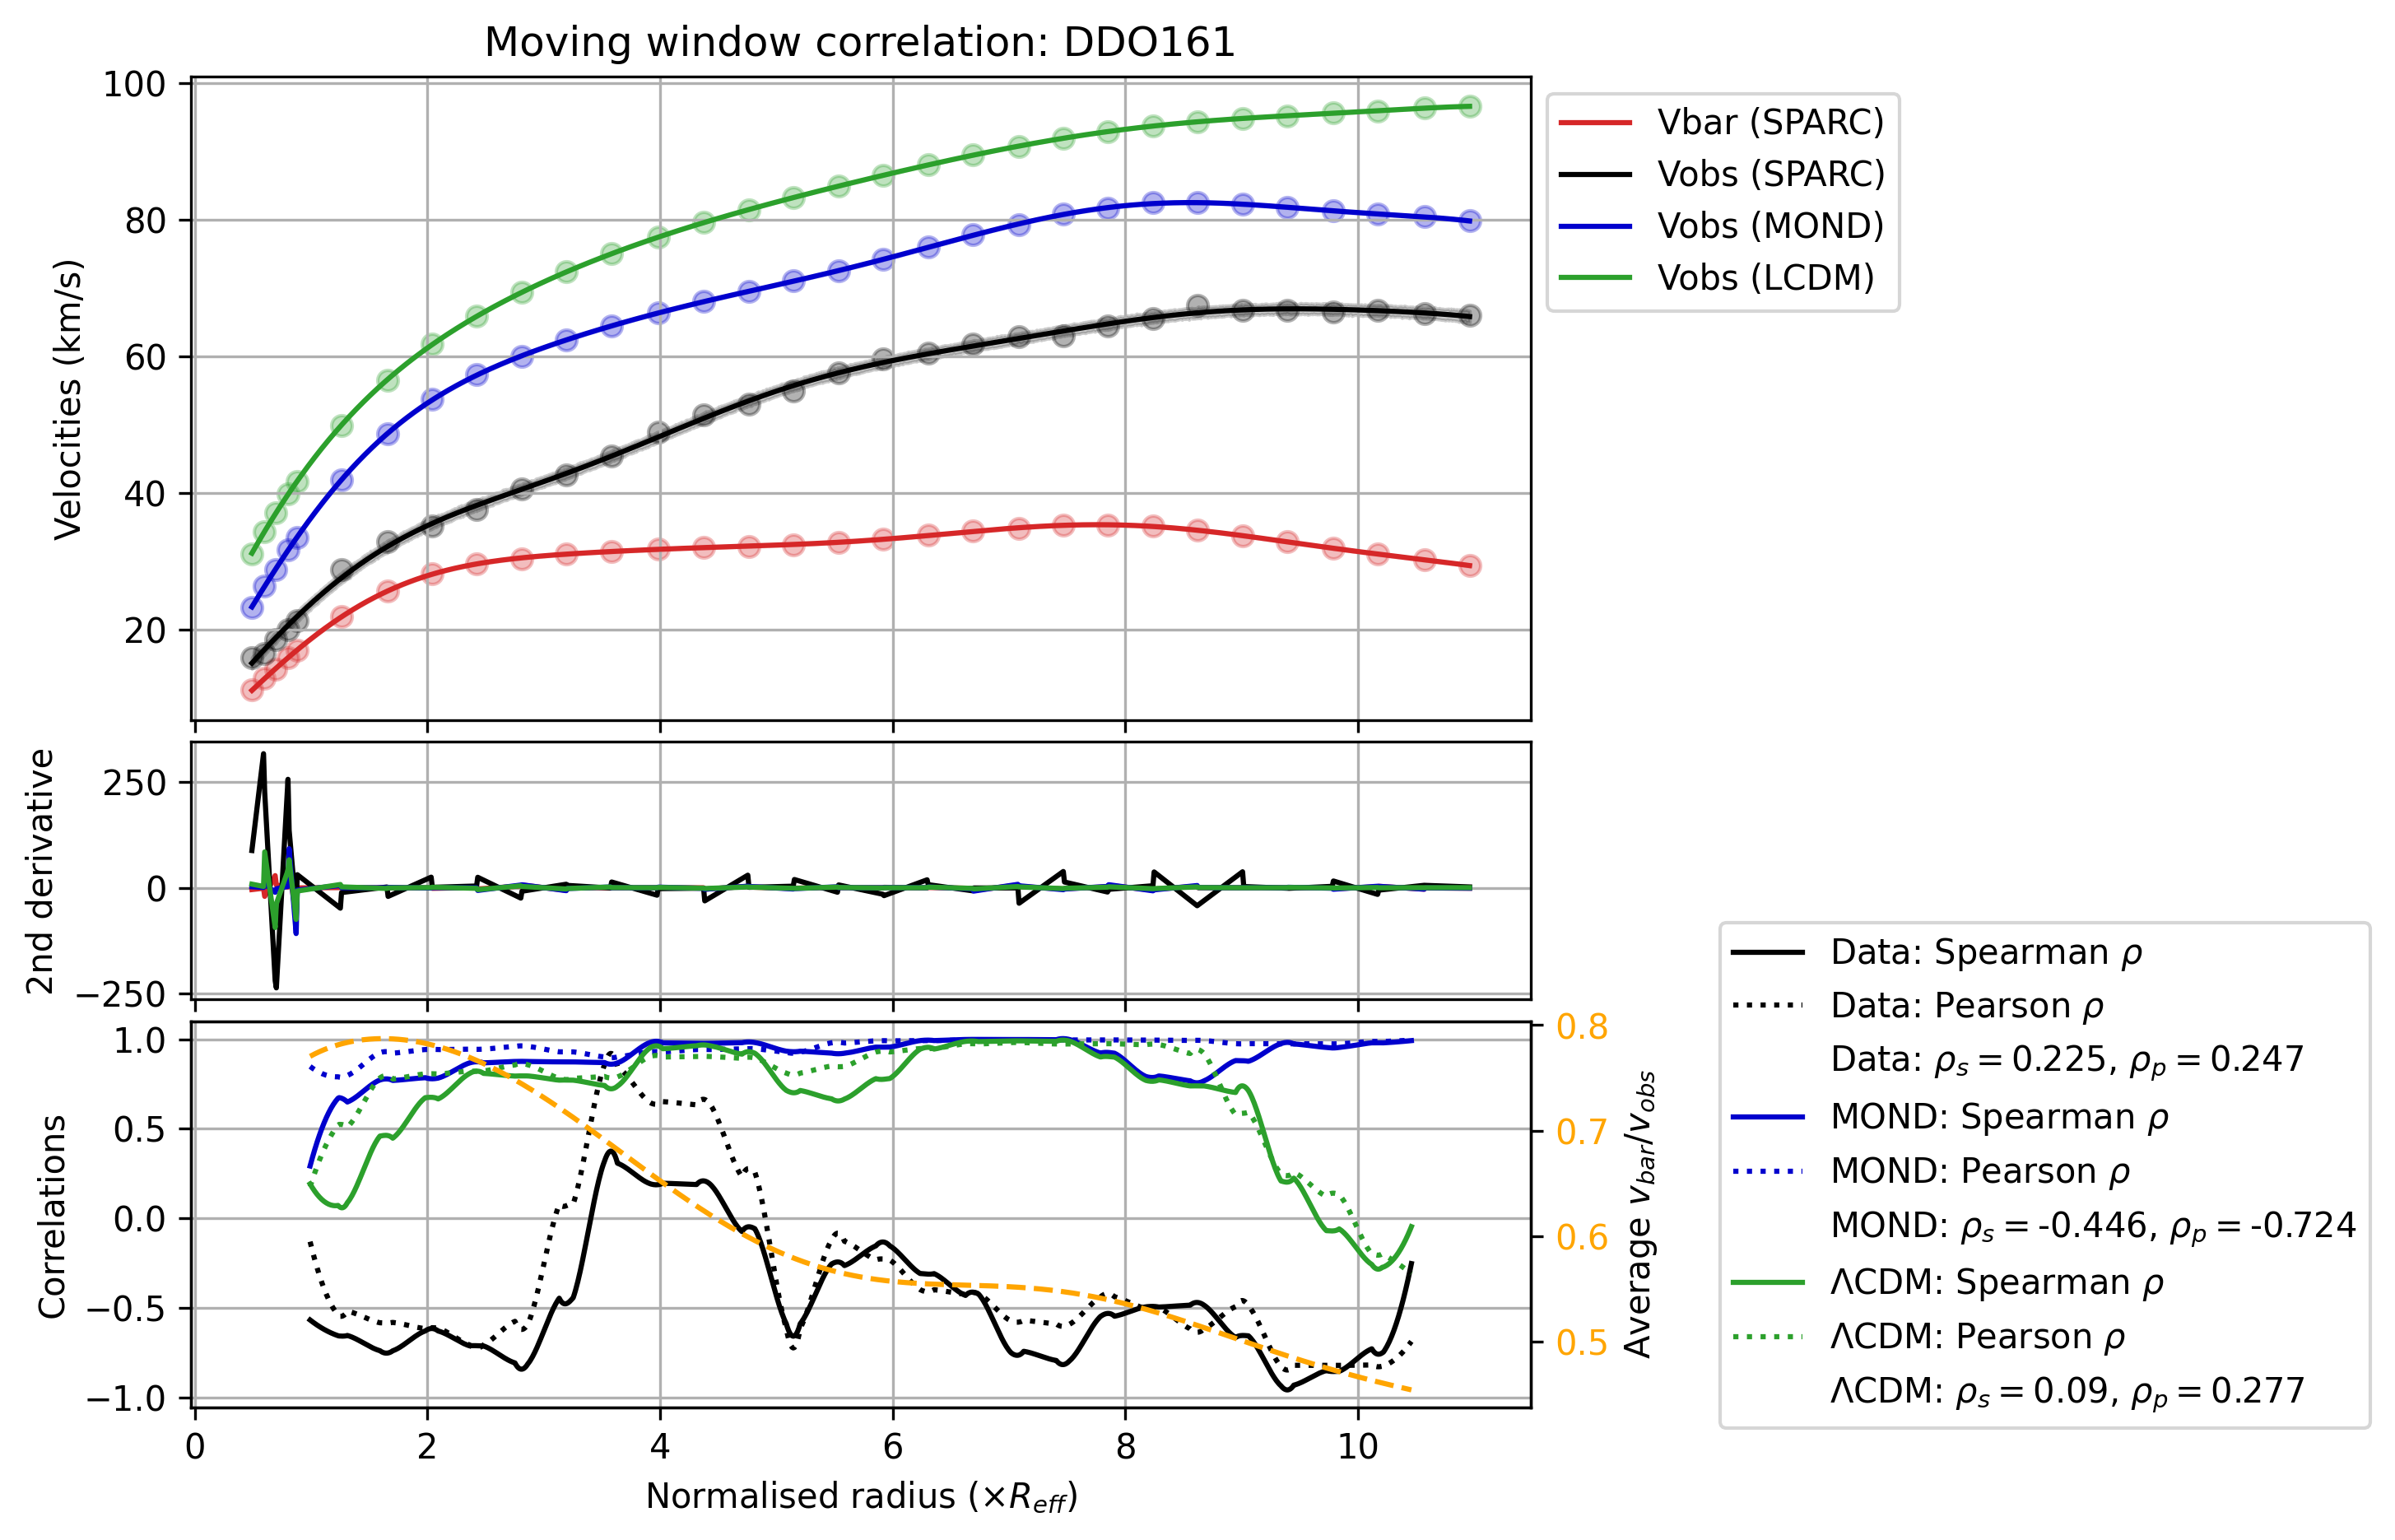 Moving window correlation: DDO161
100
80
60
40
20
Velocities (km/s)
Vbar (SPARC)
Vobs (SPARC)
Vobs (MOND)
Vobs (LCDM)
250
0
−250
2nd derivative
1.0
0.5
0.0
−0.5
−1.0
Correlations
0.8
0.7
0.6
0.5
Average v_bar/v_obs
0 2 4 6 8 10
Normalised radius (×R_eff)
Data: Spearman ρ
Data: Pearson ρ
Data: ρ_s = 0.225, ρ_p = 0.247
MOND: Spearman ρ
MOND: Pearson ρ
MOND: ρ_s = -0.446, ρ_p = -0.724
ΛCDM: Spearman ρ
ΛCDM: Pearson ρ
ΛCDM: ρ_s = 0.09, ρ_p = 0.277